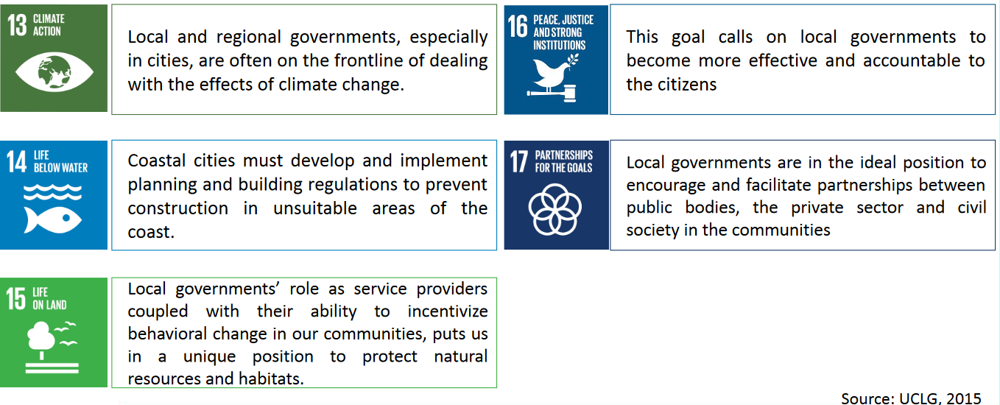 13 CLIMATE
ACTION
Local and regional governments, especially
in cities, are often on the frontline of dealing
with the effects of climate change.
14 LIFE
BELOW WATER
Coastal cities must develop and implement
planning and building regulations to prevent
construction in unsuitable areas of the
coast.
15 LIFE
ON LAND
Local governments’ role as service providers
coupled with their ability to incentivize
behavioral change in our communities, puts us
in a unique position to protect natural
resources and habitats.
16 PEACE, JUSTICE
AND STRONG
INSTITUTIONS
This goal calls on local governments to
become more effective and accountable to
the citizens
17 PARTNERSHIPS
FOR THE GOALS
Local governments are in the ideal position to
encourage and facilitate partnerships between
public bodies, the private sector and civil
society in the communities
Source: UCLG, 2015